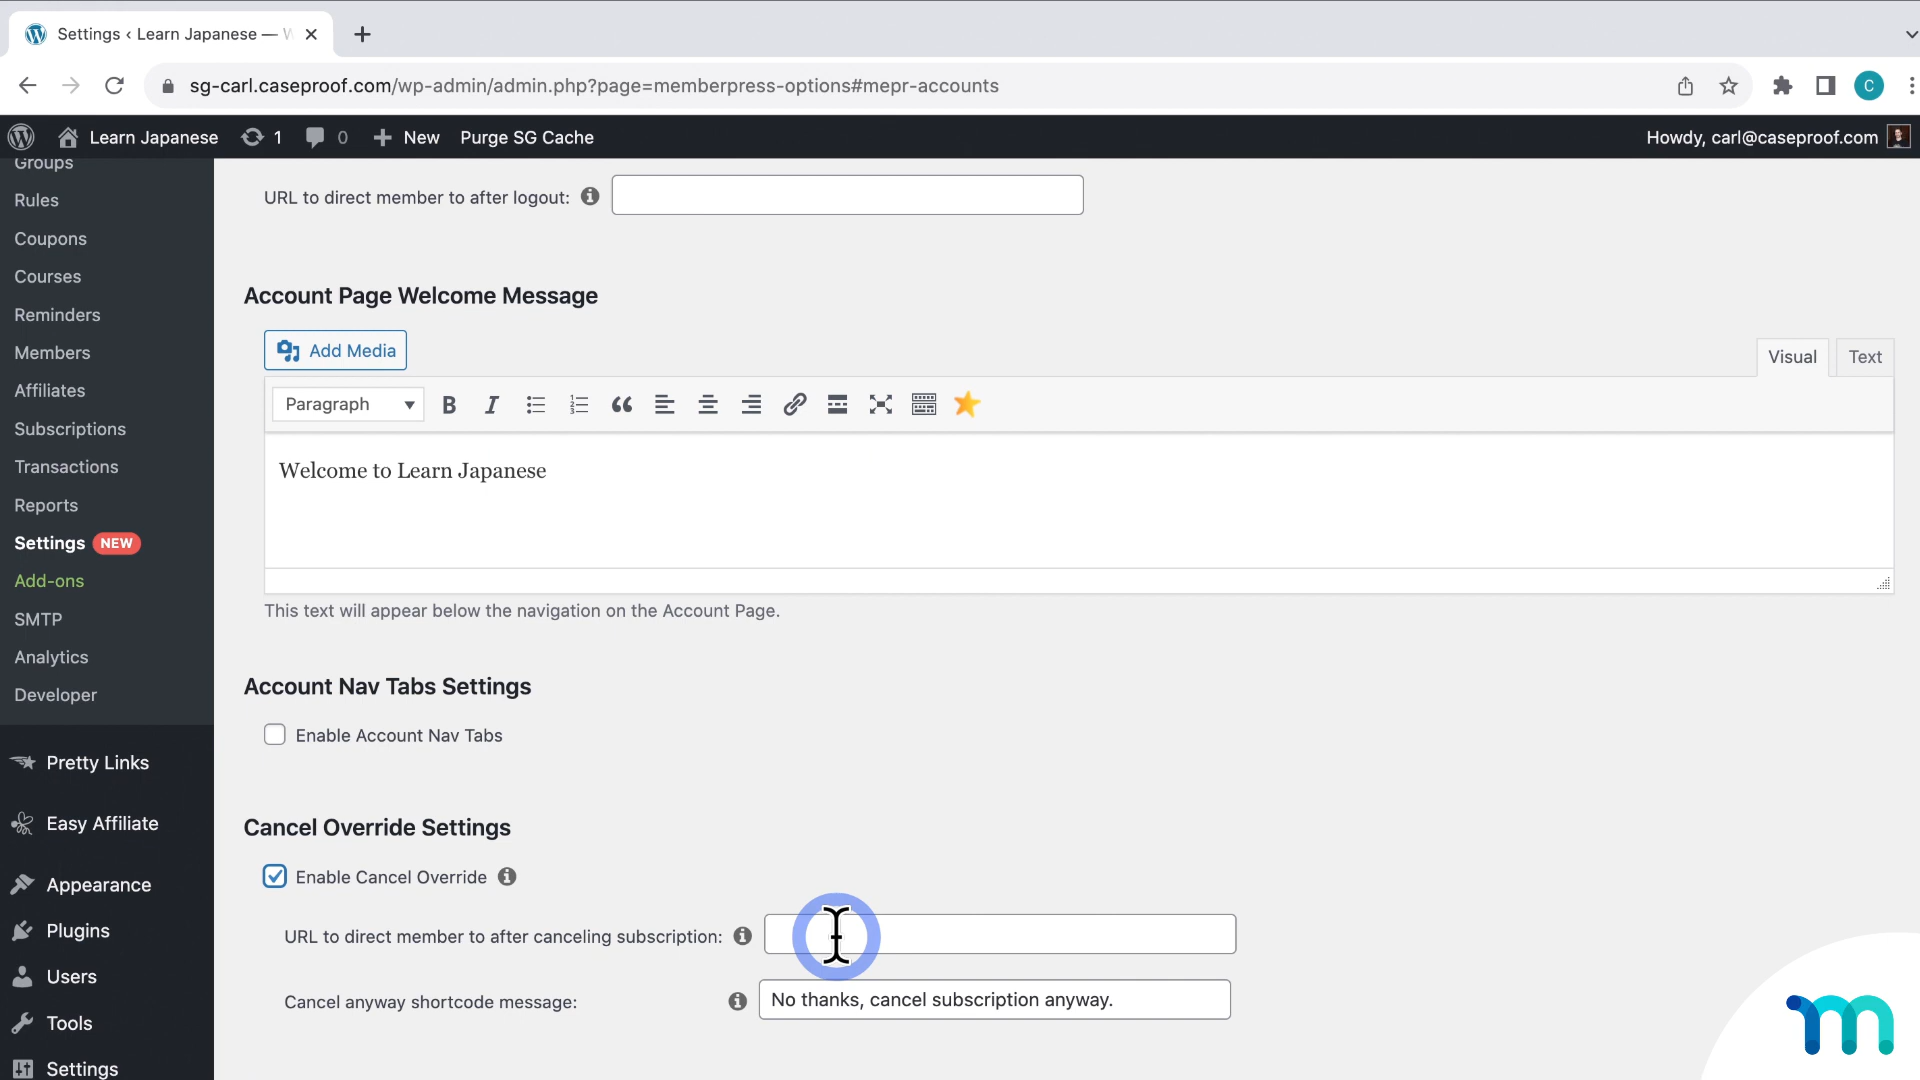 Settings ‹ Learn Japanese — W
sg-carl.caseproof.com/wp-admin/admin.php?page=memberpress-options#mepr-accounts
C
Learn Japanese
1
0
New
Purge SG Cache
Howdy, carl@caseproof.com
Groups
Rules
Coupons
Courses
Reminders
Members
Affiliates
Subscriptions
Transactions
Reports
Settings NEW
Add-ons
SMTP
Analytics
Developer
Pretty Links
Easy Affiliate
Appearance
Plugins
Users
Tools
Settings
URL to direct member to after logout:
Account Page Welcome Message
Add Media
Visual
Text
Paragraph
Welcome to Learn Japanese
This text will appear below the navigation on the Account Page.
Account Nav Tabs Settings
Enable Account Nav Tabs
Cancel Override Settings
Enable Cancel Override
URL to direct member to after canceling subscription:
Cancel anyway shortcode message:
No thanks, cancel subscription anyway.
m